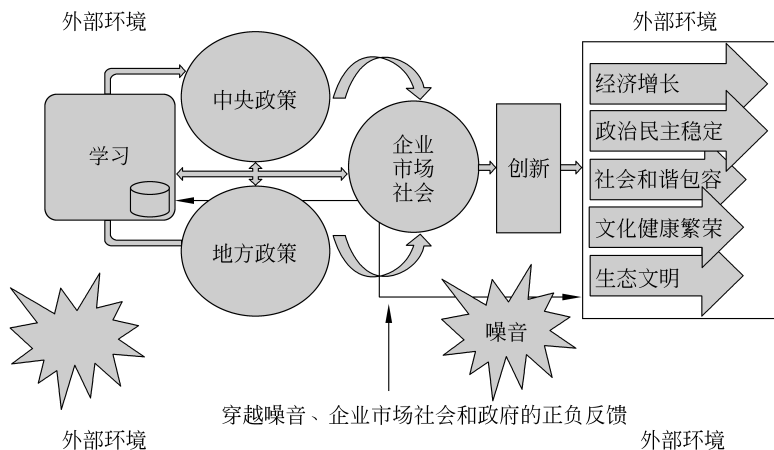 外部环境
外部环境
中央政策
学习
企业
市场
社会
创新
地方政策
经济增长
政治民主稳定
社会和谐包容
文化健康繁荣
生态文明
噪音
穿越噪音、企业市场社会和政府的正负反馈
外部环境
外部环境